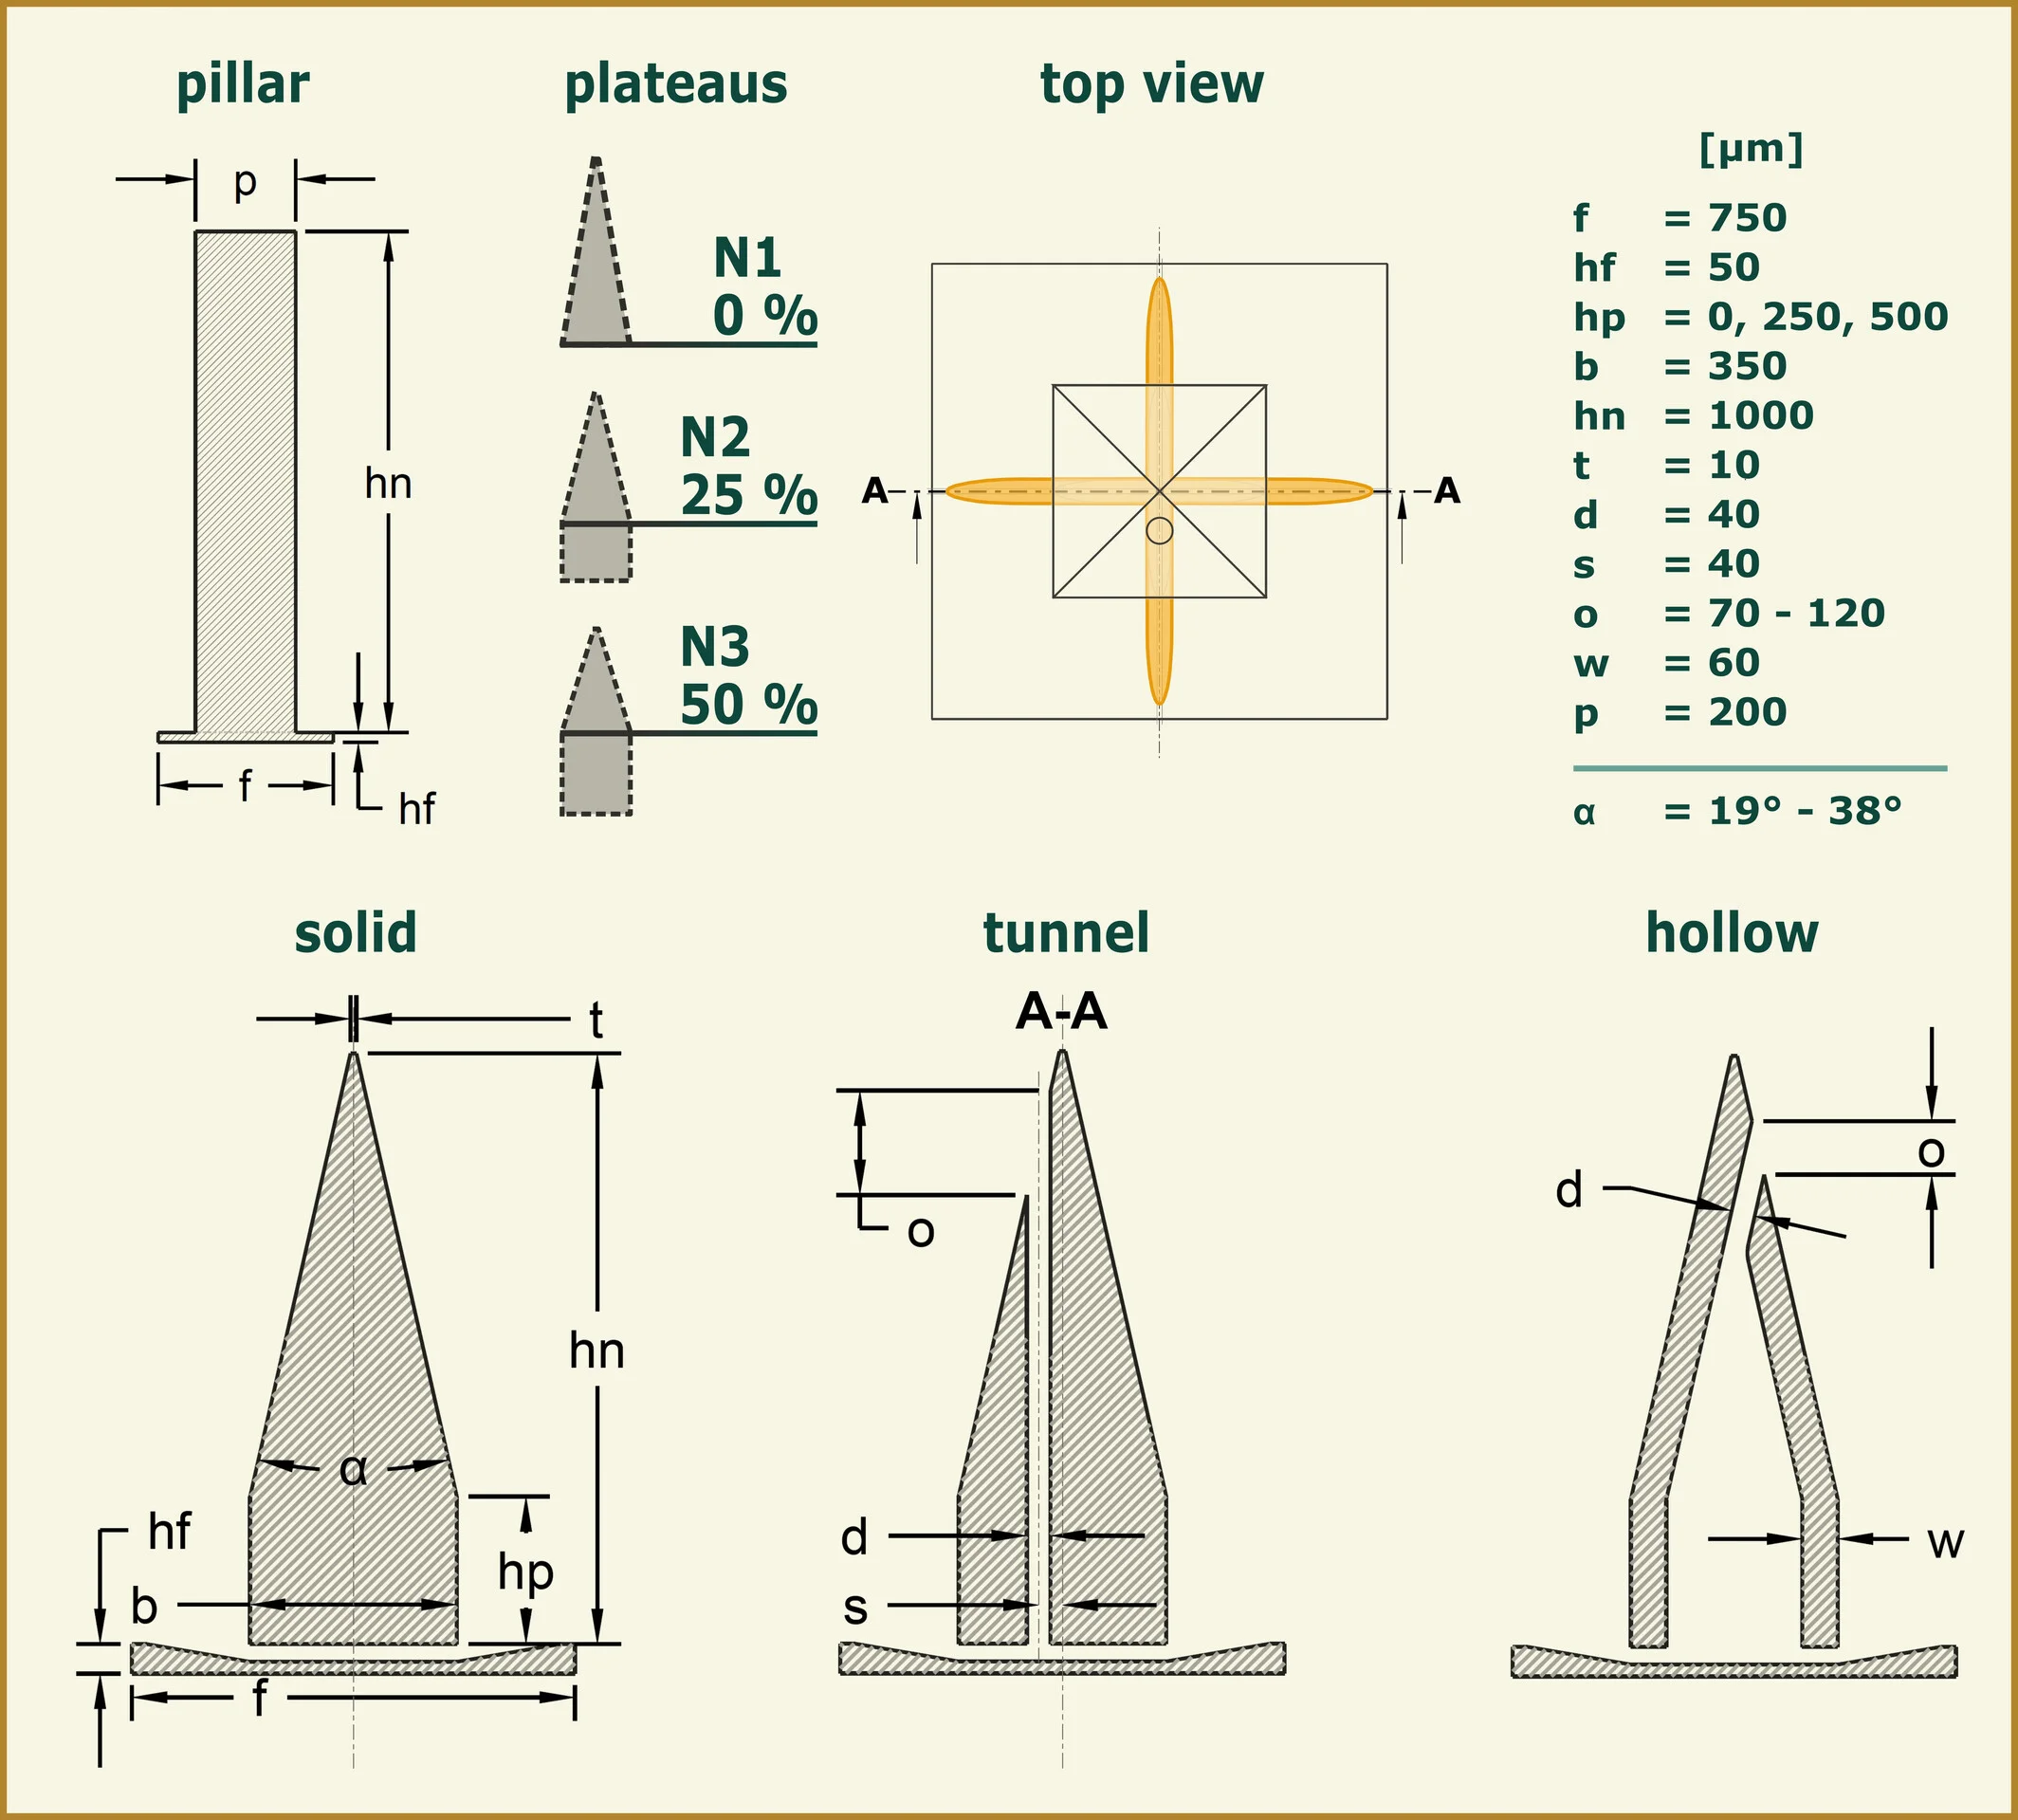 pillar
p
hn
f
hf
plateaus
N1
0 %
N2
25 %
N3
50 %
top view
A
A
[µm]
f = 750
hf = 50
hp = 0, 250, 500
b = 350
hn = 1000
t = 10
d = 40
s = 40
o = 70 - 120
w = 60
p = 200
α = 19° - 38°
solid
t
hn
α
hf
hp
b
f
tunnel
A-A
o
d
s
hollow
o
d
w